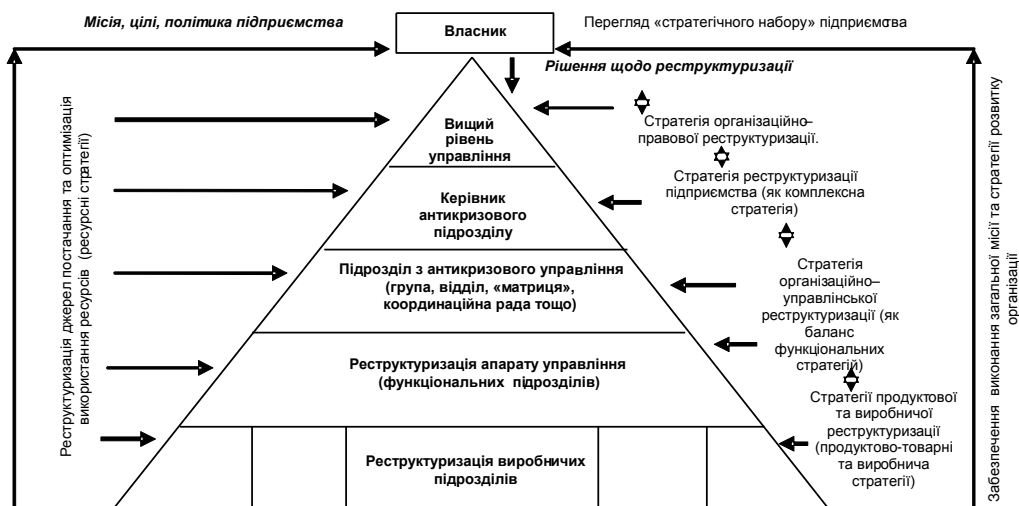 Місія, цілі, політика підприємства
Власник
Перегляд «стратегічного набору» підприємства
Рішення щодо реструктуризації
Реструктуризація джерел постачання та оптимізація
використання ресурсів (ресурсні стратегії)
Вищий
рівень
управління
Керівник
антикризового
підрозділу
Підрозділ з антикризового управління
(група, відділ, «матриця»,
координаційна рада тощо)
Реструктуризація апарату управління
(функціональних підрозділів)
Реструктуризація виробничих
підрозділів
Стратегія організаційно–
правової реструктуризації.
Стратегія реструктуризації
підприємства (як комплексна
стратегія)
Стратегія
організаційно–
управлінської
реструктуризації (як
баланс
функціональних
стратегій)
Стратегії продуктової
та виробничої
реструктуризації
(продуктово-товарні
та виробнича
стратегії)
Забезпечення виконання загальної місії та стратегії розвитку
організації